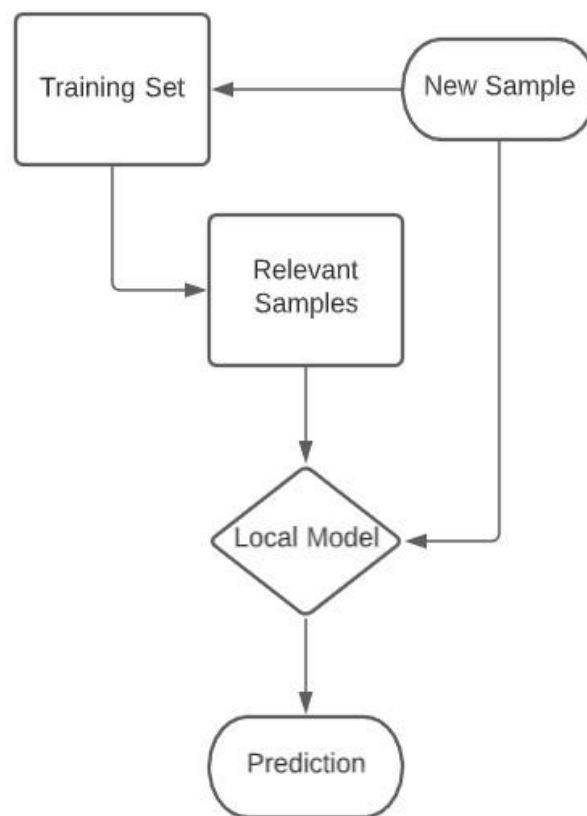 Training Set
New Sample
Relevant
Samples
Local Model
Prediction